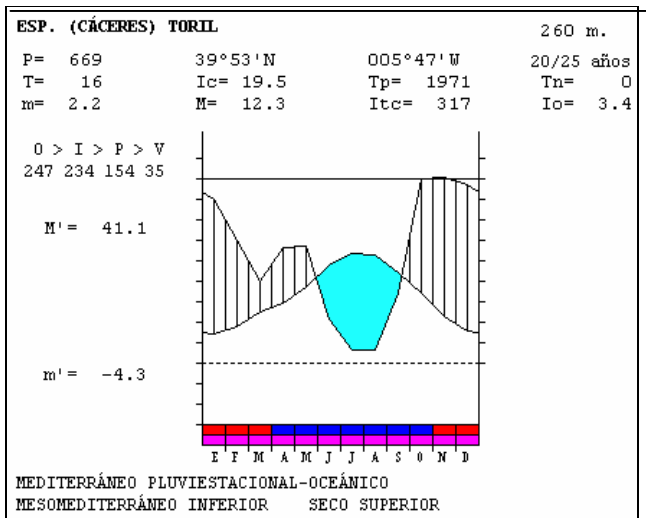 ESP. (CÁCERES) TORIL 260 m.
P= 669 39°53'N 005°47'W 20/25 años
T= 16 Ic= 19.5 Tp= 1971 Tn= 0
m= 2.2 M= 12.3 Itc= 317 Io= 3.4
O > I > P > V
247 234 154 35
M'= 41.1
m'= -4.3
E F M A M J J A S O N D
MEDITERRÁNEO PLUVIESTACIONAL-OCEÁNICO
MESOMEDITERRÁNEO INFERIOR SECO SUPERIOR